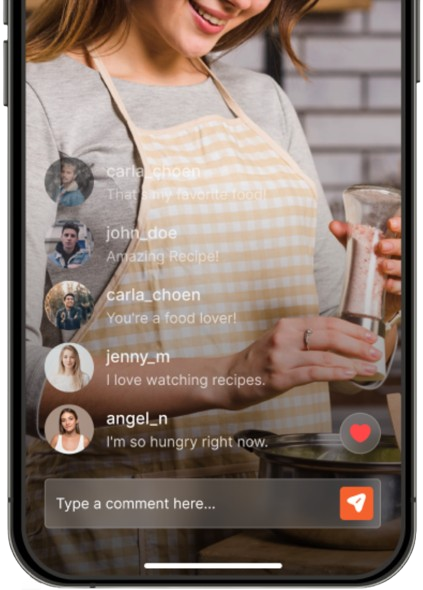 carla_choen
That's my favorite food!
john_doe
Amazing Recipe!
carla_choen
You're a food lover!
jenny_m
I love watching recipes.
angel_n
I'm so hungry right now.
Type a comment here...